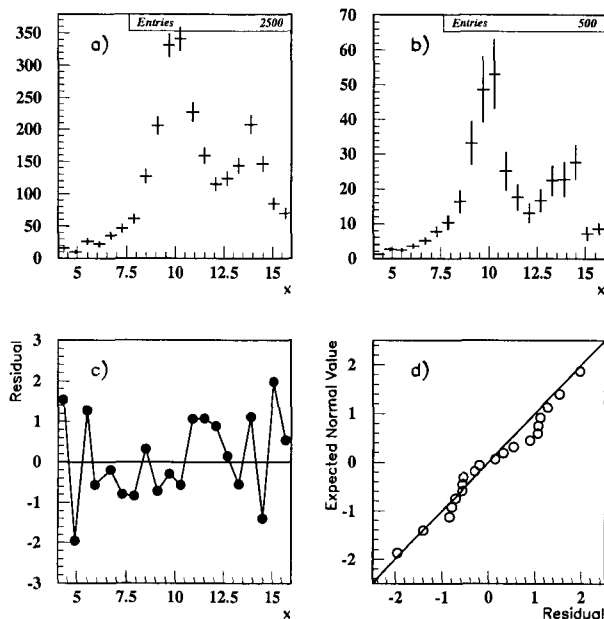 Entries 2500
a)
350
300
250
200
150
100
50
0
5 7.5 10 12.5 15
x
Entries 500
b)
70
60
50
40
30
20
10
0
5 7.5 10 12.5 15
x
Residual
c)
3
2
1
0
-1
-2
-3
5 7.5 10 12.5 15
x
Expected Normal Value
d)
2
1
0
-1
-2
-2 -1 0 1 2
Residual